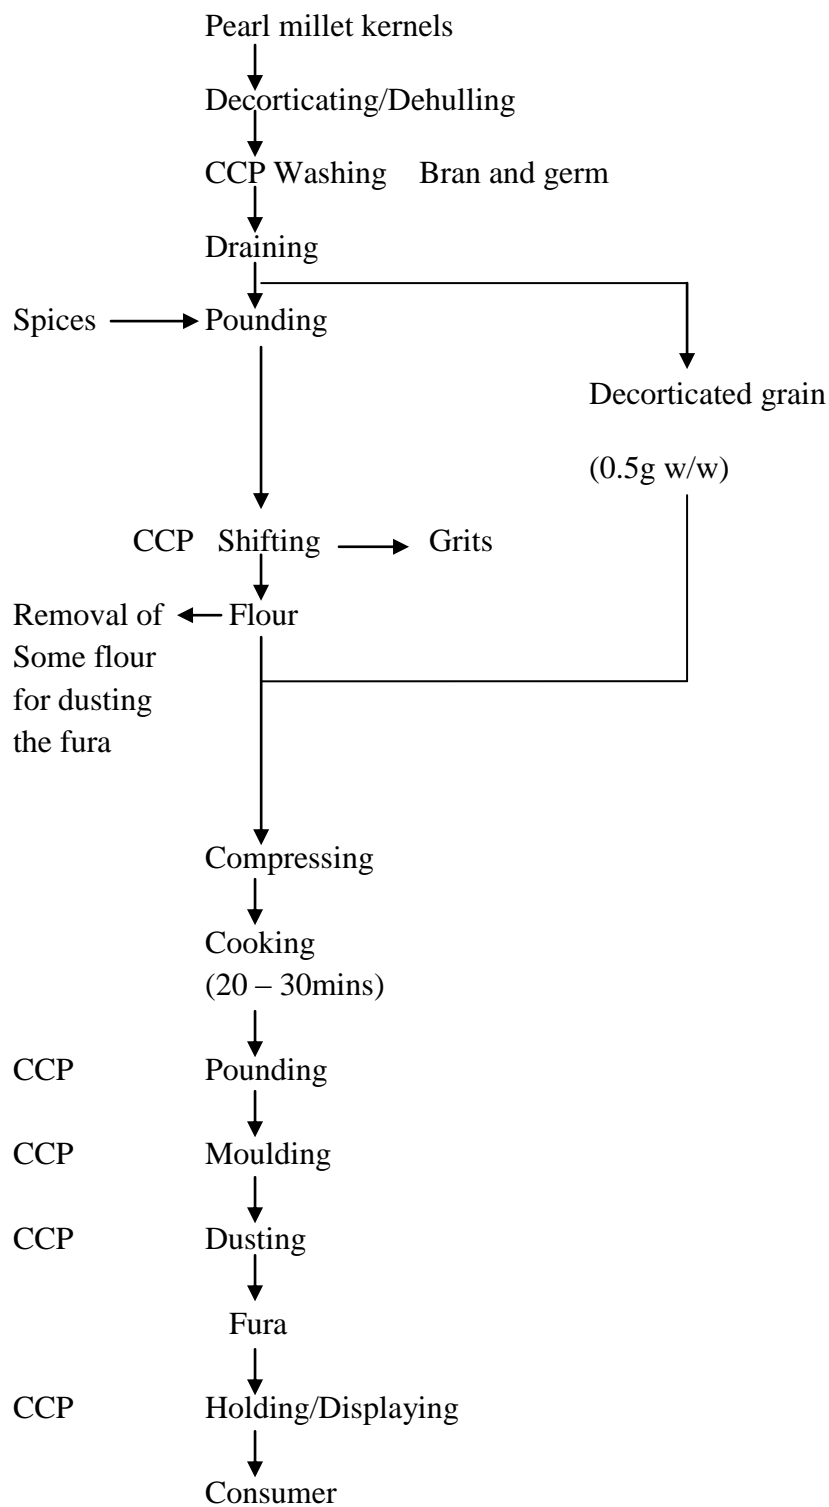 Pearl millet kernels
Decorticating/Dehulling
CCP Washing Bran and germ
Draining
Spices Pounding
Decorticated grain
(0.5g w/w)
CCP Shifting Grits
Removal of Flour
Some flour
for dusting
the fura
Compressing
Cooking
(20 – 30mins)
CCP Pounding
CCP Moulding
CCP Dusting
Fura
CCP Holding/Displaying
Consumer